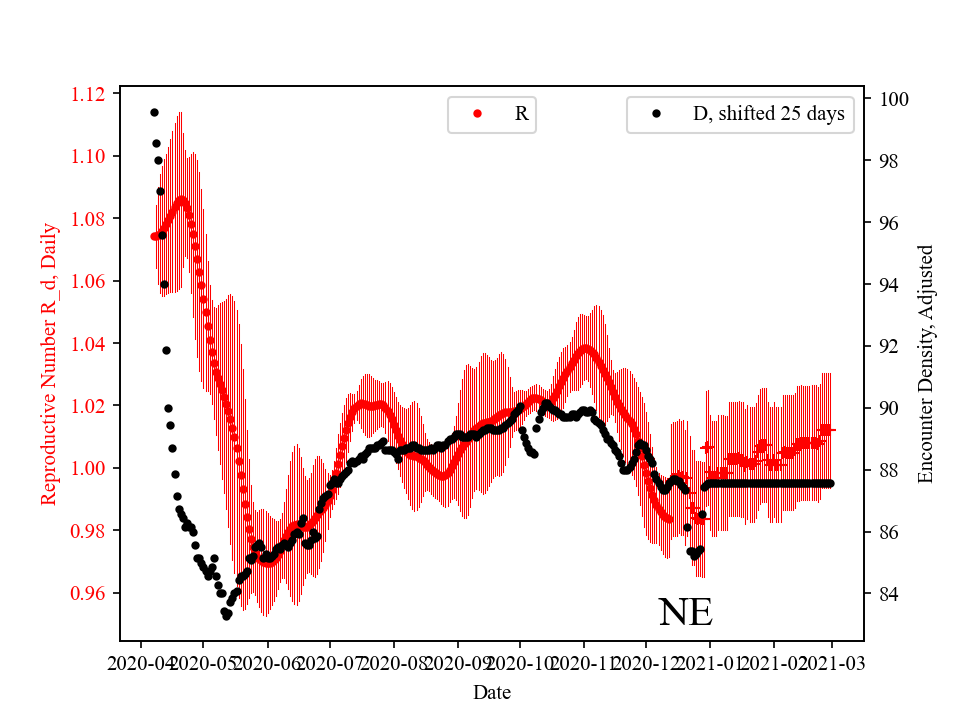 R
D, shifted 25 days
1.12
1.10
1.08
1.06
1.04
1.02
1.00
0.98
0.96
Reproductive Number R_d, Daily
100
98
96
94
92
90
88
86
84
Encounter Density, Adjusted
NE
2020-04 2020-05 2020-06 2020-07 2020-08 2020-09 2020-10 2020-11 2020-12 2021-01 2021-02 2021-03
Date